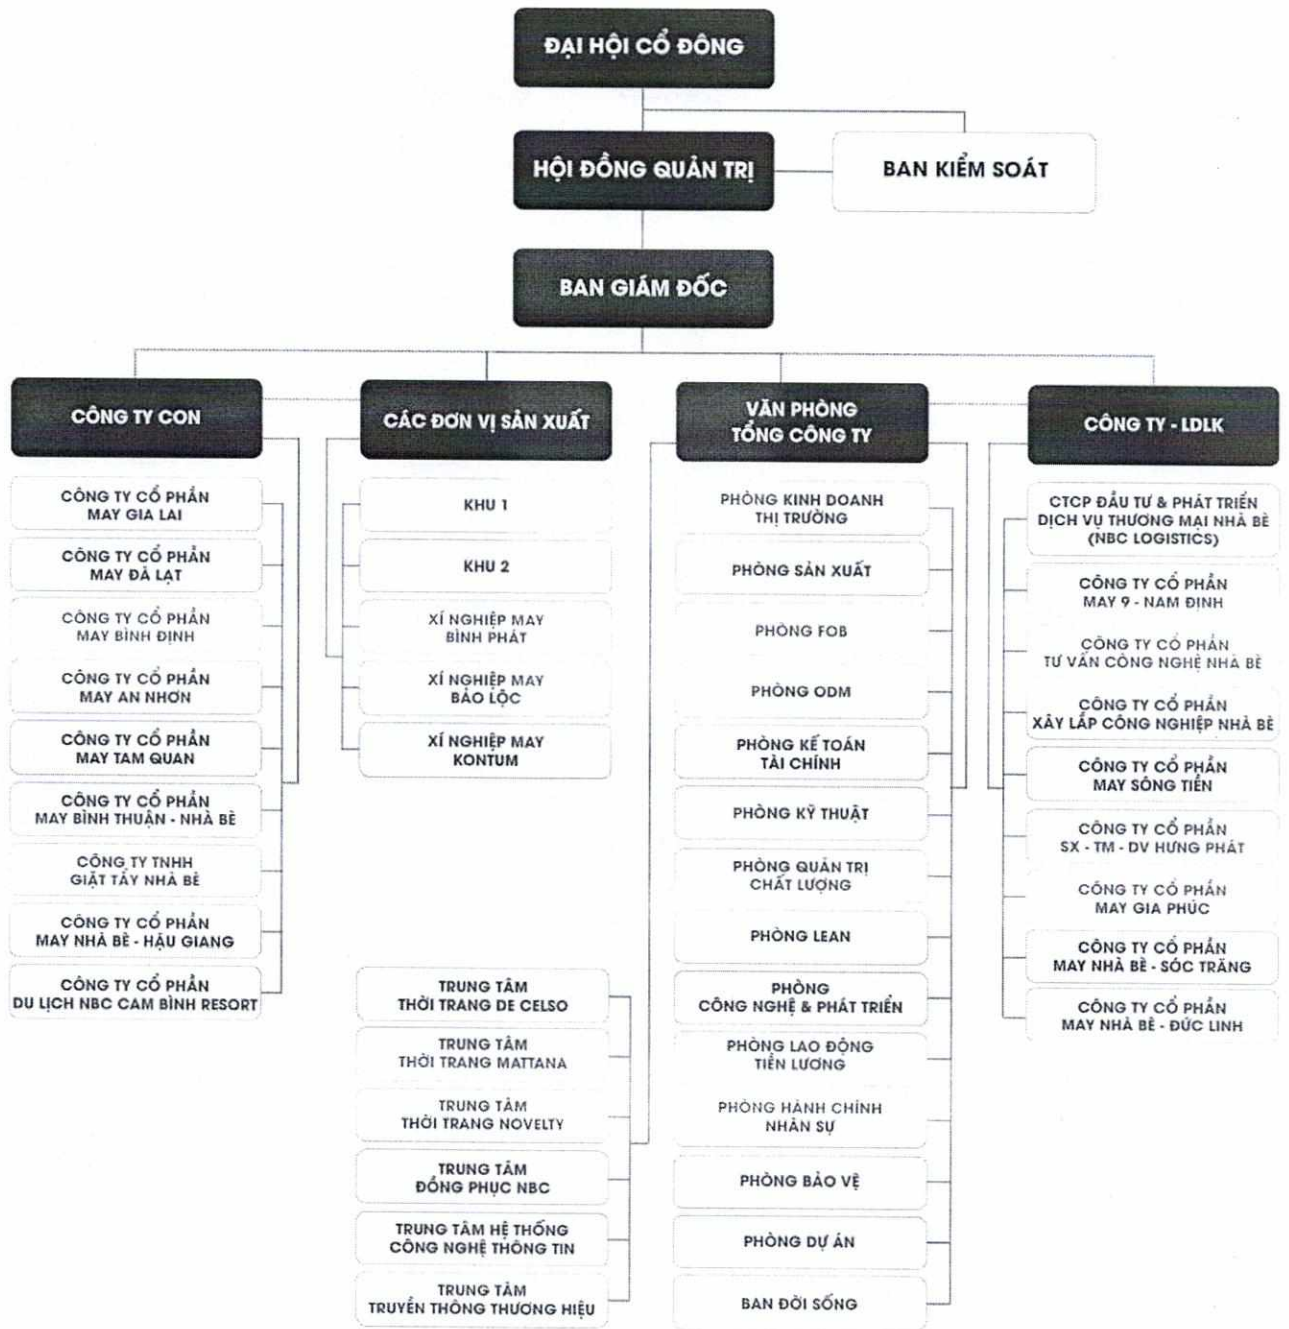 ĐẠI HỘI CỔ ĐÔNG
HỘI ĐỒNG QUẢN TRỊ
BAN KIỂM SOÁT
BAN GIÁM ĐỐC
CÔNG TY CON
CÔNG TY CỔ PHẦN
MAY GIA LAI
CÔNG TY CỔ PHẦN
MAY ĐÀ LẠT
CÔNG TY CỔ PHẦN
MAY BÌNH ĐỊNH
CÔNG TY CỔ PHẦN
MAY AN NHƠN
CÔNG TY CỔ PHẦN
MAY TAM QUAN
CÔNG TY CỔ PHẦN
MAY BÌNH THUẬN - NHÀ BÈ
CÔNG TY TNHH
GIẶT TẨY NHÀ BÈ
CÔNG TY CỔ PHẦN
MAY NHÀ BÈ - HẬU GIANG
CÔNG TY CỔ PHẦN
DU LỊCH NBC CAM BÌNH RESORT
CÁC ĐƠN VỊ SẢN XUẤT
KHU 1
KHU 2
XÍ NGHIỆP MAY
BÌNH PHÁT
XÍ NGHIỆP MAY
BẢO LỘC
XÍ NGHIỆP MAY
KONTUM
TRUNG TÂM
THỜI TRANG DE CELSO
TRUNG TÂM
THỜI TRANG MATTANA
TRUNG TÂM
THỜI TRANG NOVELTY
TRUNG TÂM
ĐỒNG PHỤC NBC
TRUNG TÂM HỆ THỐNG
CÔNG NGHỆ THÔNG TIN
TRUNG TÂM
TRUYỀN THÔNG THƯƠNG HIỆU
VĂN PHÒNG
TỔNG CÔNG TY
PHÒNG KINH DOANH
THỊ TRƯỜNG
PHÒNG SẢN XUẤT
PHÒNG FOB
PHÒNG ODM
PHÒNG KẾ TOÁN
TÀI CHÍNH
PHÒNG KỸ THUẬT
PHÒNG QUẢN TRỊ
CHẤT LƯỢNG
PHÒNG LEAN
PHÒNG
CÔNG NGHỆ & PHÁT TRIỂN
PHÒNG LAO ĐỘNG
TIỀN LƯƠNG
PHÒNG HÀNH CHÍNH
NHÂN SỰ
PHÒNG BẢO VỆ
PHÒNG DỰ ÁN
BAN ĐỜI SỐNG
CÔNG TY - LDLK
CTCP ĐẦU TƯ & PHÁT TRIỂN
DỊCH VỤ THƯƠNG MẠI NHÀ BÈ
(NBC LOGISTICS)
CÔNG TY CỔ PHẦN
MAY 9 - NAM ĐỊNH
CÔNG TY CỔ PHẦN
TƯ VẤN CÔNG NGHỆ NHÀ BÈ
CÔNG TY CỔ PHẦN
XÂY LẮP CÔNG NGHIỆP NHÀ BÈ
CÔNG TY CỔ PHẦN
MAY SÔNG TIỀN
CÔNG TY CỔ PHẦN
SX - TM - DV HƯNG PHÁT
CÔNG TY CỔ PHẦN
MAY GIA PHÚC
CÔNG TY CỔ PHẦN
MAY NHÀ BÈ - SÓC TRĂNG
CÔNG TY CỔ PHẦN
MAY NHÀ BÈ - ĐỨC LINH